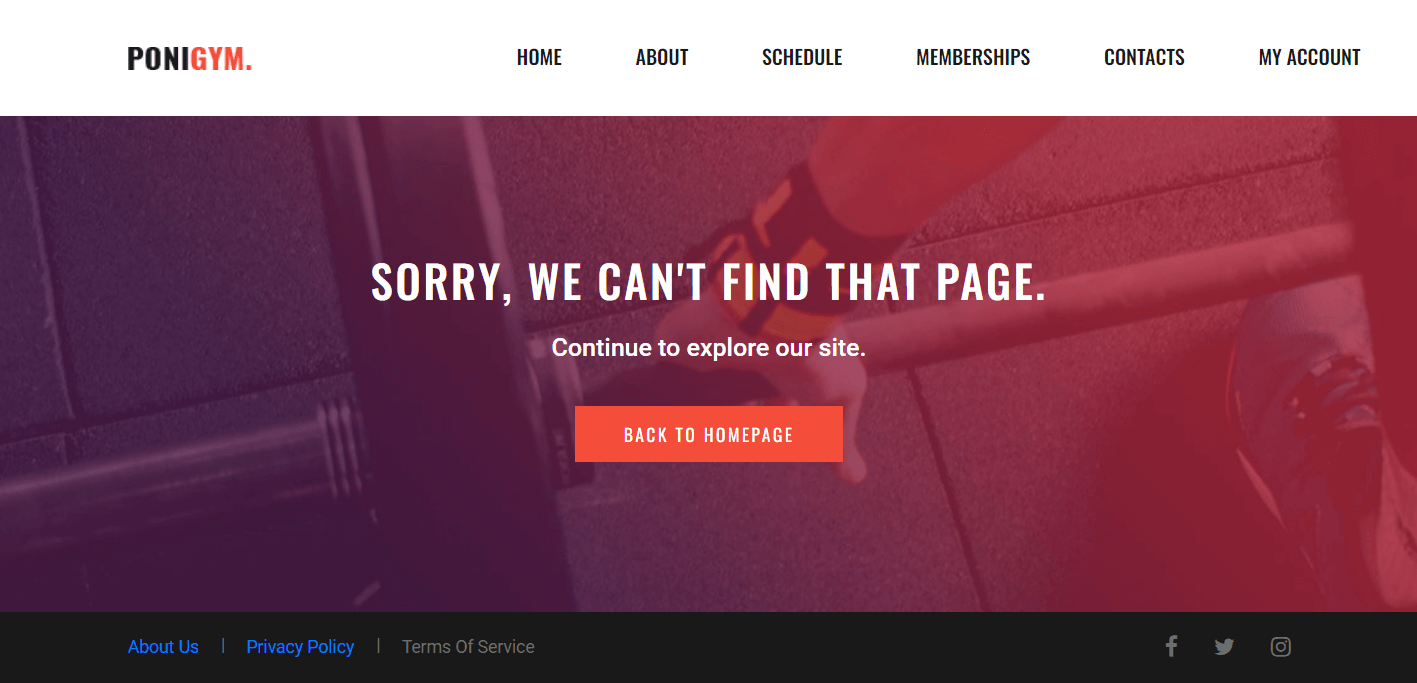 PONIGYM.
HOME ABOUT SCHEDULE MEMBERSHIPS CONTACTS MY ACCOUNT
SORRY, WE CAN'T FIND THAT PAGE.
Continue to explore our site.
BACK TO HOMEPAGE
About Us | Privacy Policy | Terms Of Service